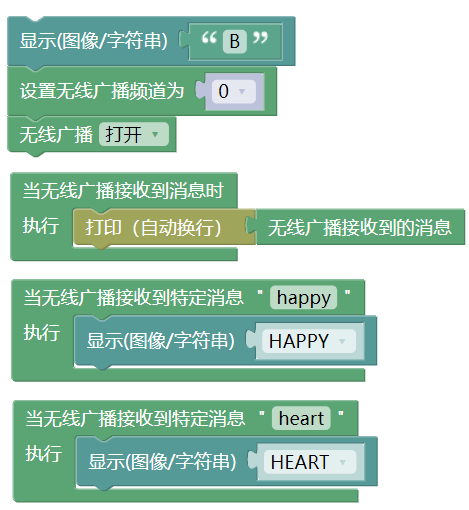 显示(图像/字符串) “ B ”
设置无线广播频道为 0
无线广播 打开
当无线广播接收到消息时
执行 打印（自动换行） 无线广播接收到的消息
当无线广播接收到特定消息 " happy "
执行 显示(图像/字符串) HAPPY
当无线广播接收到特定消息 " heart "
执行 显示(图像/字符串) HEART